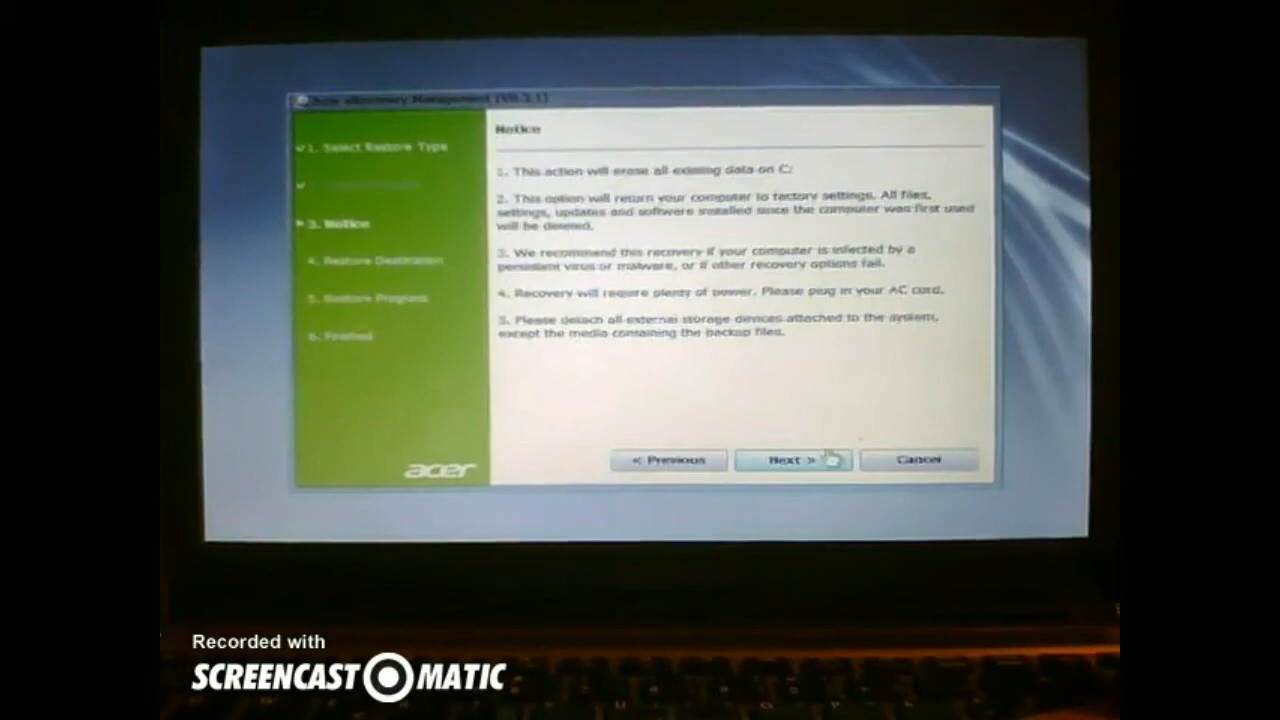 Acer eRecovery Management
1. Select Restore Type
3. Notice
4. Restore Destination
5. Restore Progress
6. Finished
acer
Notice
1. This action will erase all existing data on C:
2. This option will return your computer to factory settings. All files,
settings, updates and software installed since the computer was first used
will be deleted.
3. We recommend this recovery if your computer is infected by a
persistent virus or malware, or if other recovery options fail.
4. Recovery will require plenty of power. Please plug in your AC cord.
5. Please detach all external storage devices attached to the system,
except the media containing the backup files.
< Previous
Next >
Cancel
Recorded with
SCREENCAST MATIC